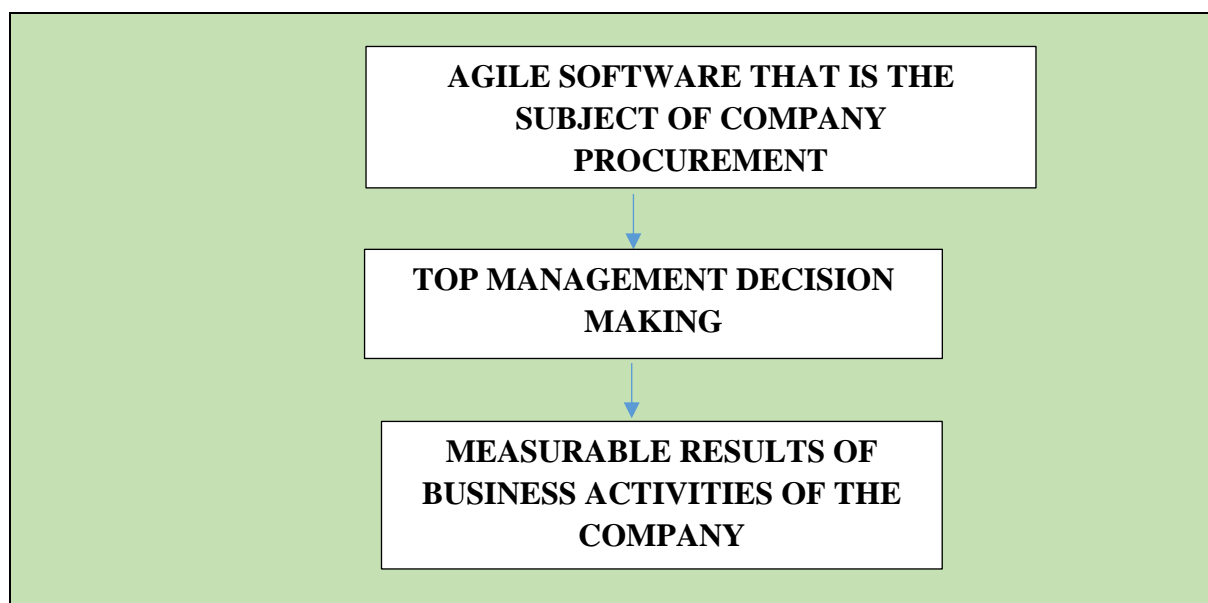 AGILE SOFTWARE THAT IS THE
SUBJECT OF COMPANY
PROCUREMENT
TOP MANAGEMENT DECISION
MAKING
MEASURABLE RESULTS OF
BUSINESS ACTIVITIES OF THE
COMPANY